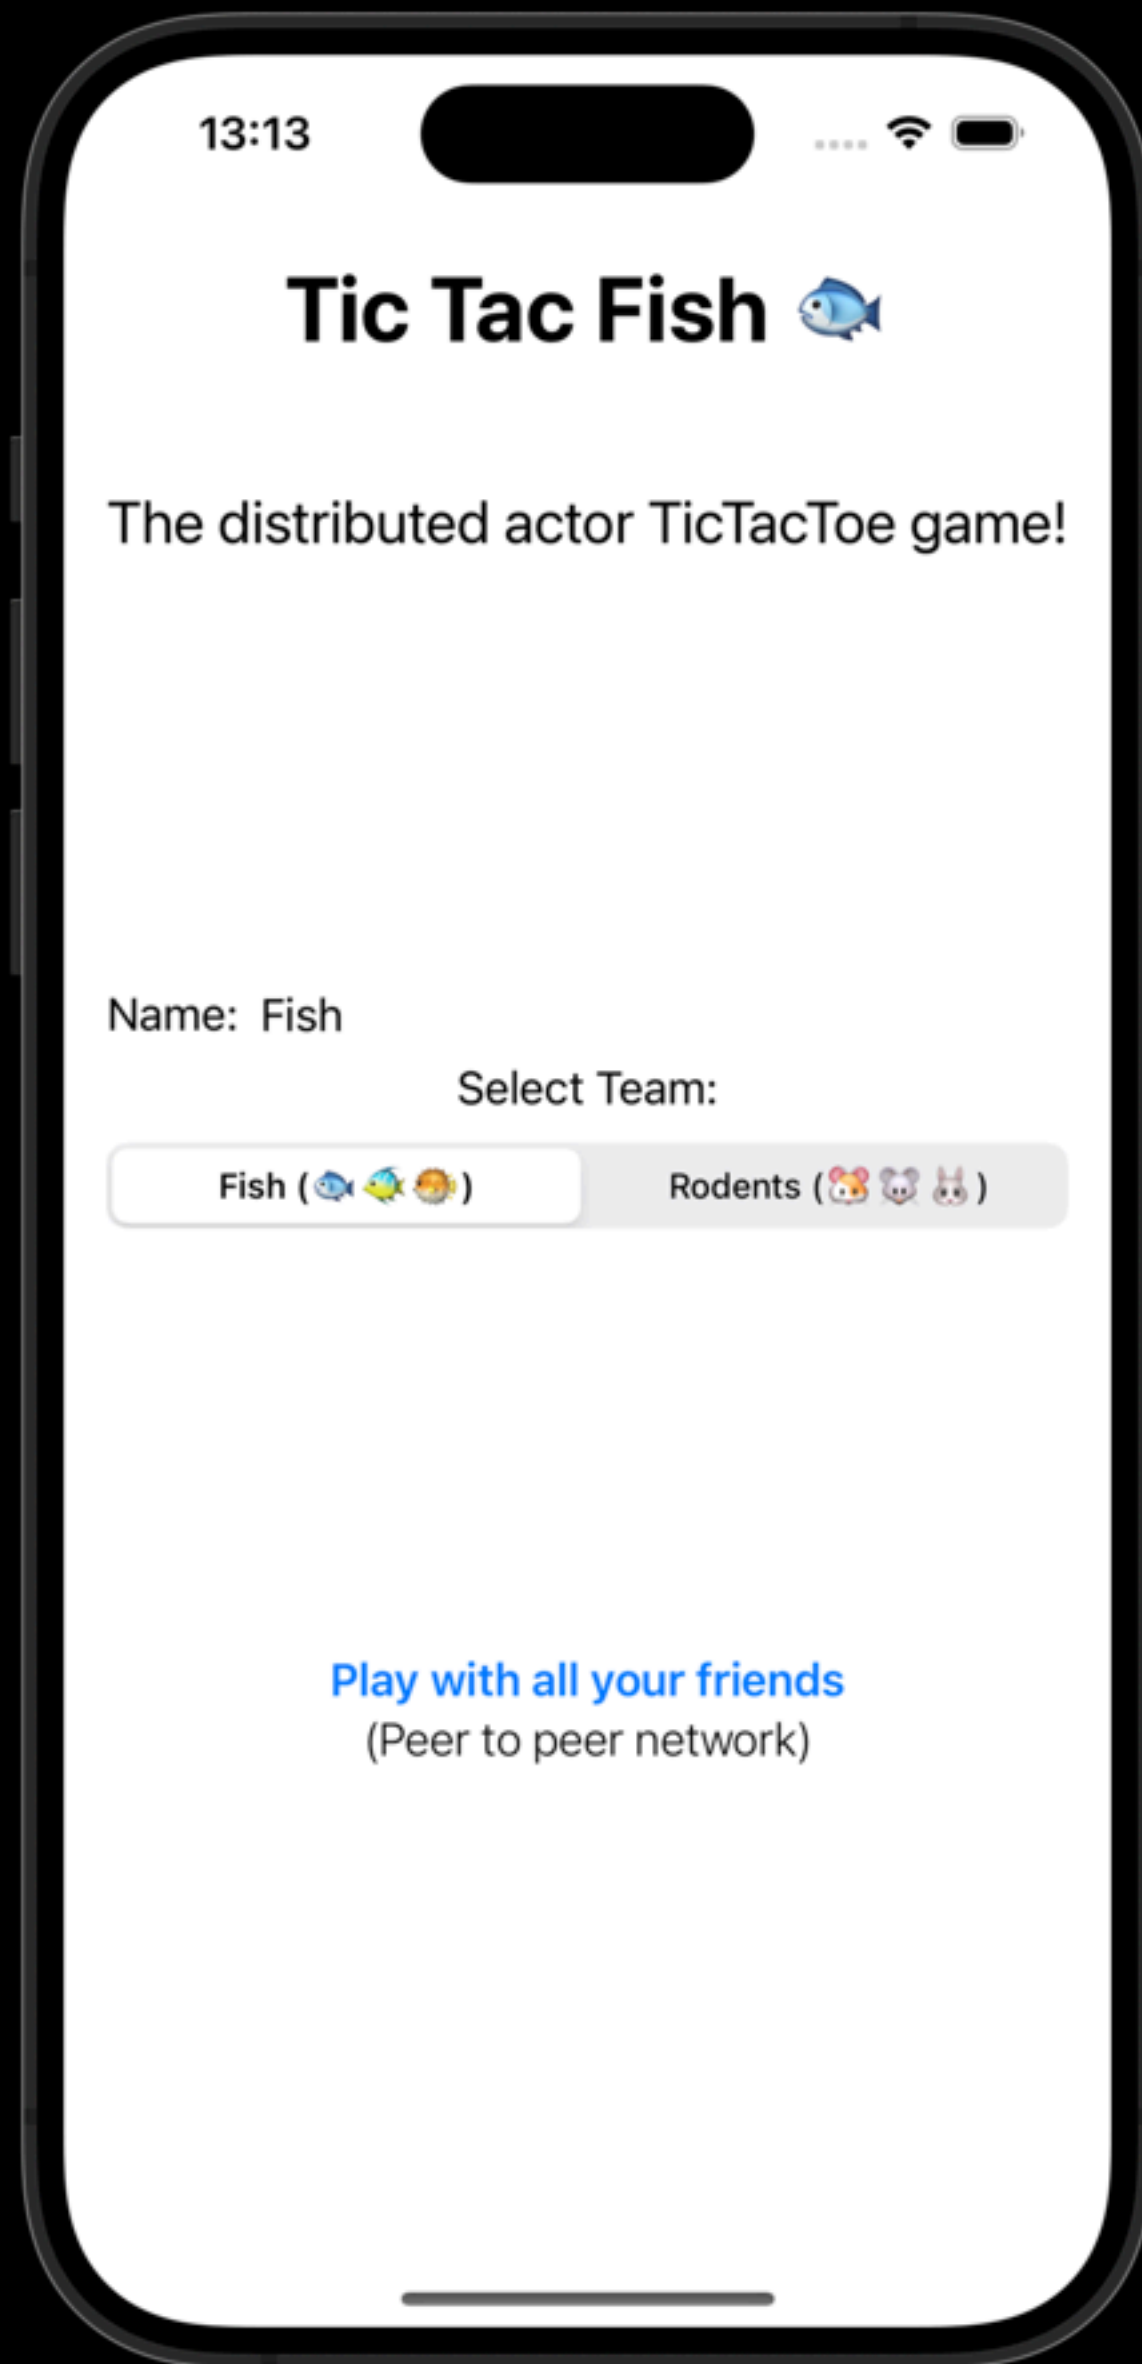 13:13
Tic Tac Fish 🐟
The distributed actor TicTacToe game!
Name: Fish
Select Team:
Fish (🐟🐠🐡)
Rodents (🐹🐭🐰)
Play with all your friends
(Peer to peer network)